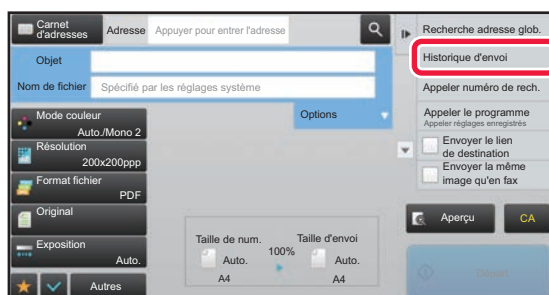 Carnet
d'adresses
Adresse
Appuyer pour entrer l'adresse
Objet
Nom de fichier
Spécifié par les réglages système
Options
Mode couleur
Auto./Mono 2
Résolution
200x200ppp
Format fichier
PDF
Original
Exposition
Auto.
Autres
Taille de num.
Auto.
A4
100%
Taille d'envoi
Auto.
A4
Recherche adresse glob.
Historique d'envoi
Appeler numéro de rech.
Appeler le programme
Appeler réglages enregistrés
Envoyer le lien
de destination
Envoyer la même
image qu'en fax
Aperçu
CA
Départ